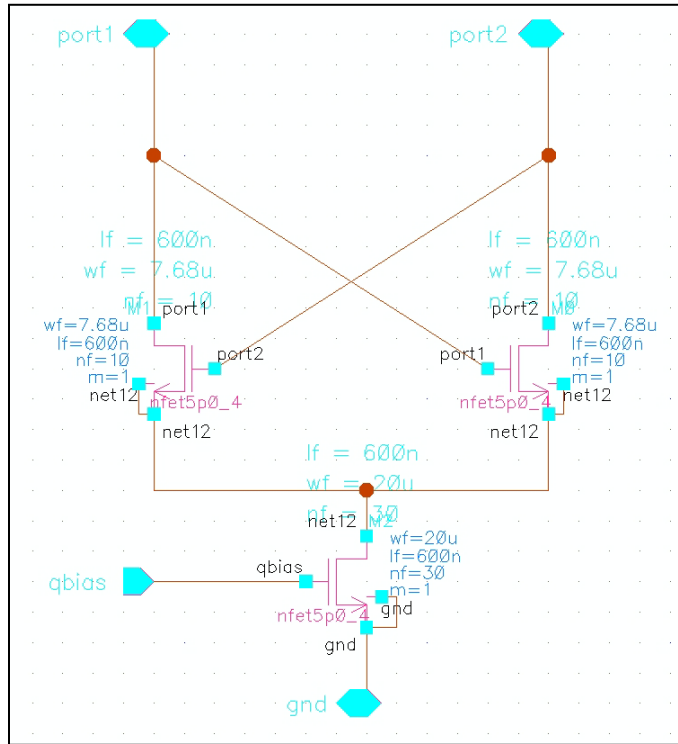 port1
port2
lf = 600n
wf = 7.68u
nf = 10
M1
port1
wf=7.68u
lf=600n
nf=10
m=1
port2
nfet5p0_4
net12
net12
lf = 600n
wf = 7.68u
nf = 10
M0
port2
wf=7.68u
lf=600n
nf=10
m=1
port1
nfet5p0_4
net12
net12
lf = 600n
wf = 20u
nf = 30
net12
M2
wf=20u
lf=600n
nf=30
m=1
qbias
qbias
nfet5p0_4
gnd
gnd
gnd